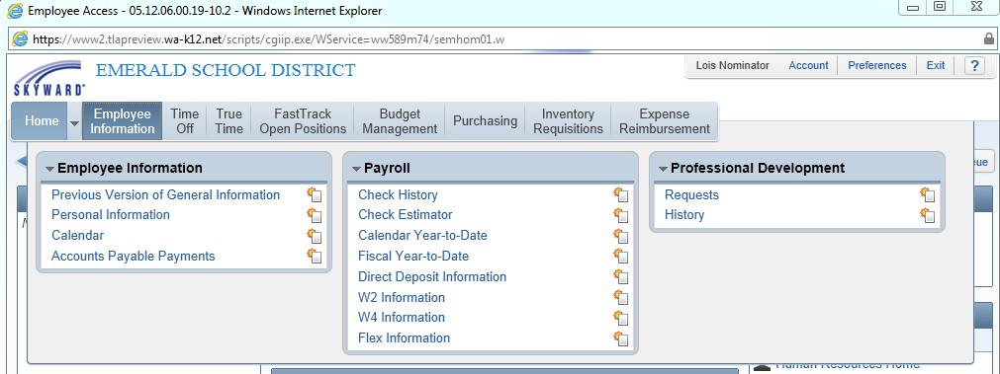 Employee Access - 05.12.06.00.19-10.2 - Windows Internet Explorer
https://www2.tlapreview.wa-k12.net/scripts/cgiip.exe/WService=ww589m74/semhom01.w
SKYWARD®
EMERALD SCHOOL DISTRICT
Lois Nominator Account Preferences Exit ?
Home
Employee Information
Time Off
True Time
FastTrack Open Positions
Budget Management
Purchasing
Inventory Requisitions
Expense Reimbursement
Employee Information
Previous Version of General Information
Personal Information
Calendar
Accounts Payable Payments
Payroll
Check History
Check Estimator
Calendar Year-to-Date
Fiscal Year-to-Date
Direct Deposit Information
W2 Information
W4 Information
Flex Information
Professional Development
Requests
History
Human Resources Home